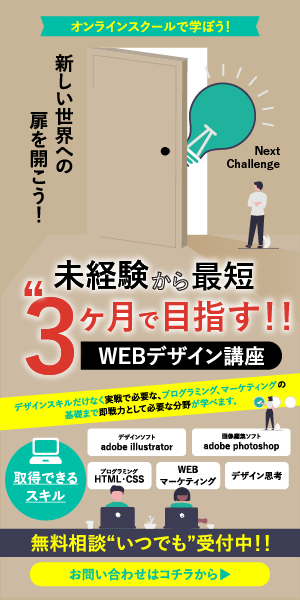 オンラインスクールで学ぼう!
新しい世界への
扉を開こう!
Next
Challenge
未経験から最短
“3ヶ月で目指す!!
WEBデザイン講座
デザインスキルだけなく実戦で必要な、プログラミング、マーケティングの
基礎まで即戦力として必要な分野が学べます。
取得できる
スキル
デザインソフト
adobe illustrator
画像編集ソフト
adobe photoshop
プログラミング
HTML・CSS
WEB
マーケティング
デザイン思考
無料相談“いつでも”受付中!!
お問い合わせはコチラから▶